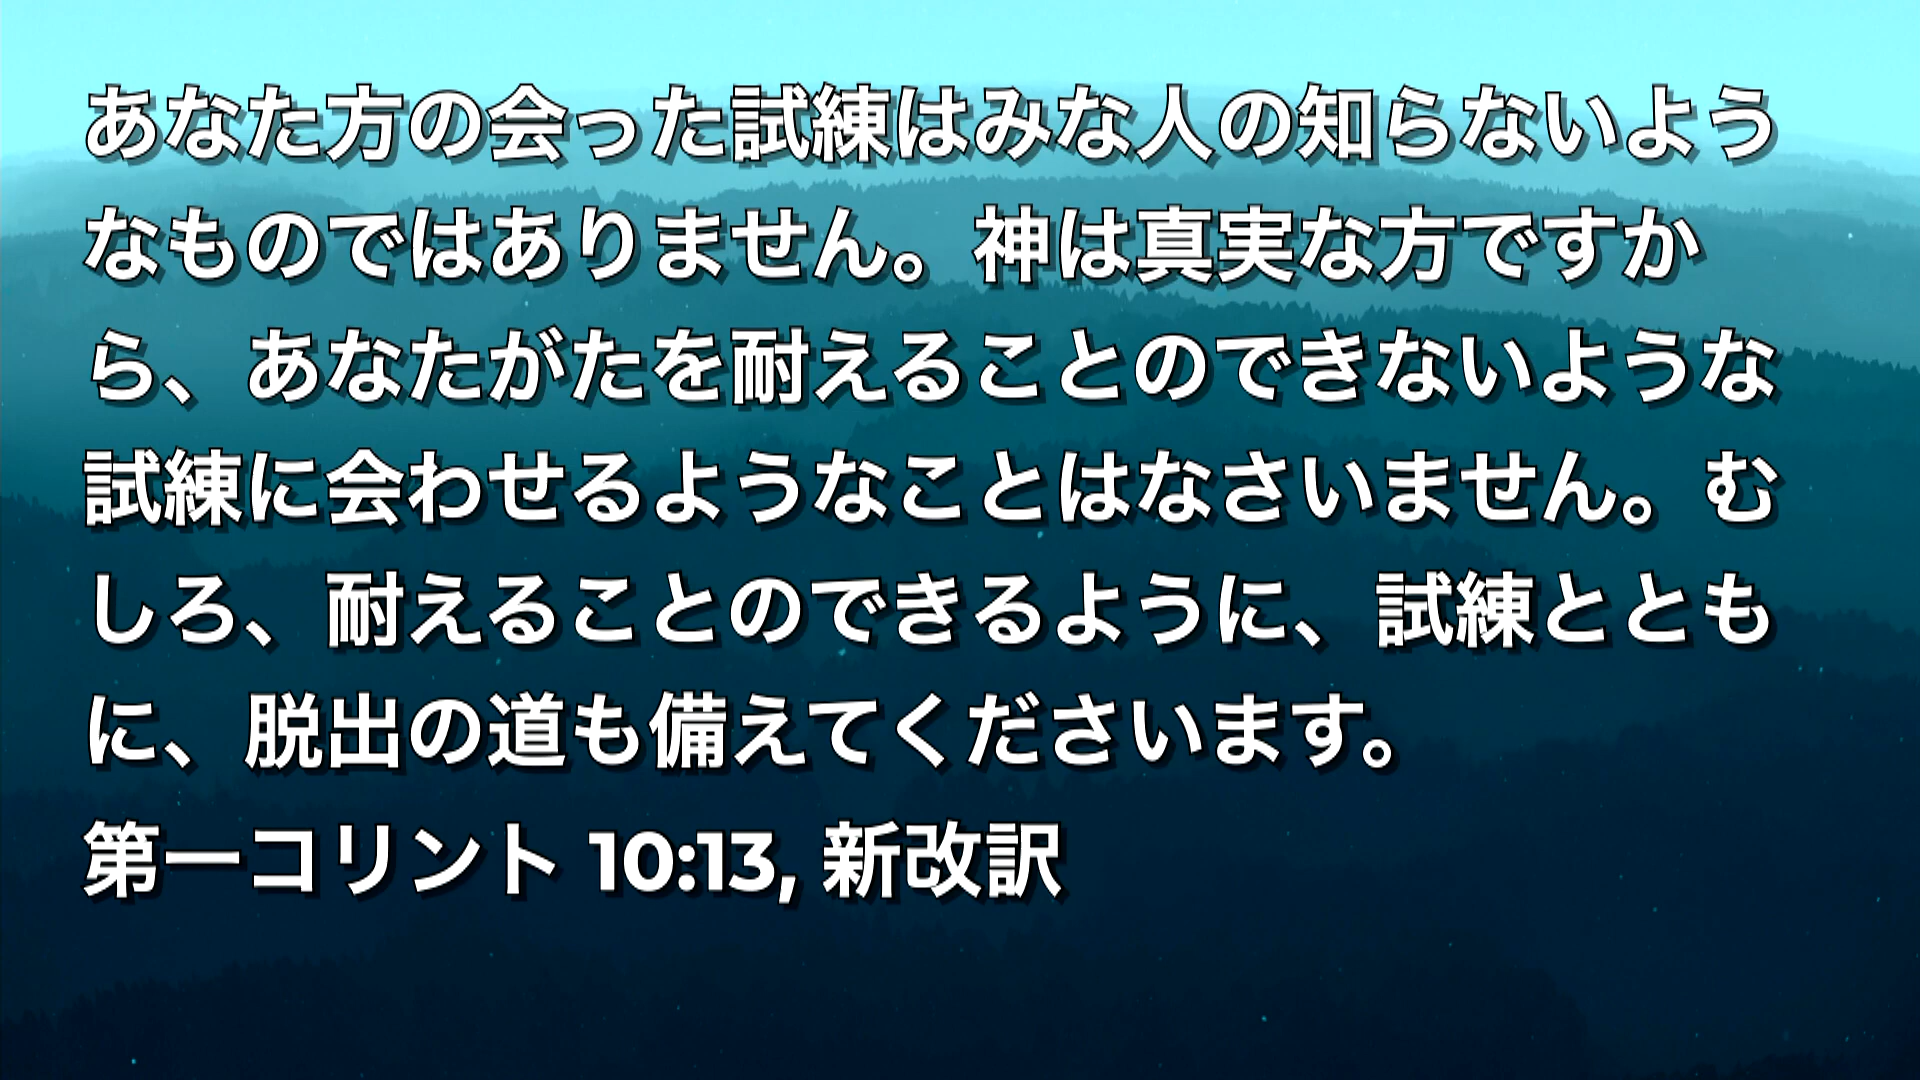 あなた方の会った試練はみな人の知らないよう
なものではありません。神は真実な方ですか
ら、あなたがたを耐えることのできないような
試練に会わせるようなことはなさいません。む
しろ、耐えることのできるように、試練ととも
に、脱出の道も備えてくださいます。
第一コリント 10:13, 新改訳